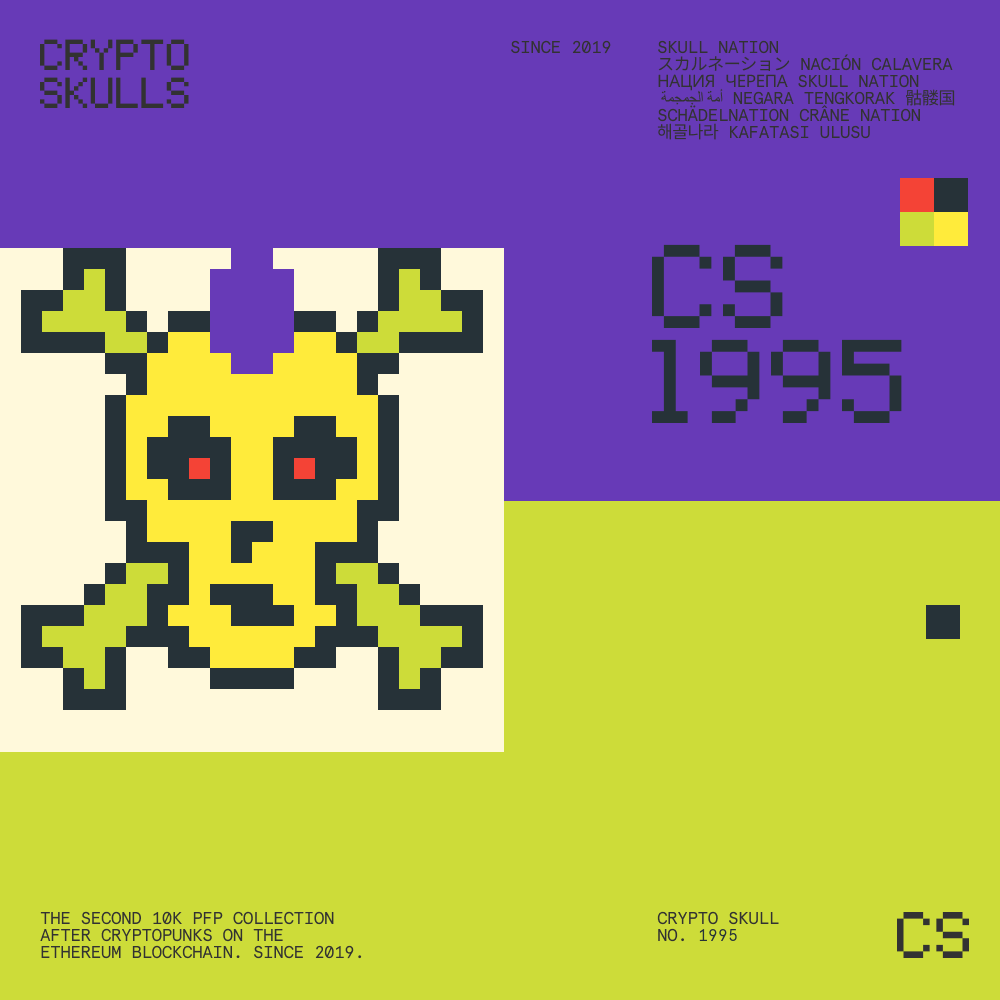 CRYPTO
SKULLS
SINCE 2019
SKULL NATION
スカルネーション NACIÓN CALAVERA
НАЦИЯ ЧЕРЕПА SKULL NATION
أمة الجمجمة NEGARA TENGKORAK 骷髅国
SCHÄDELNATION CRÂNE NATION
해골나라 KAFATASI ULUSU
CS
1995
THE SECOND 10K PFP COLLECTION
AFTER CRYPTOPUNKS ON THE
ETHEREUM BLOCKCHAIN. SINCE 2019.
CRYPTO SKULL
NO. 1995
CS